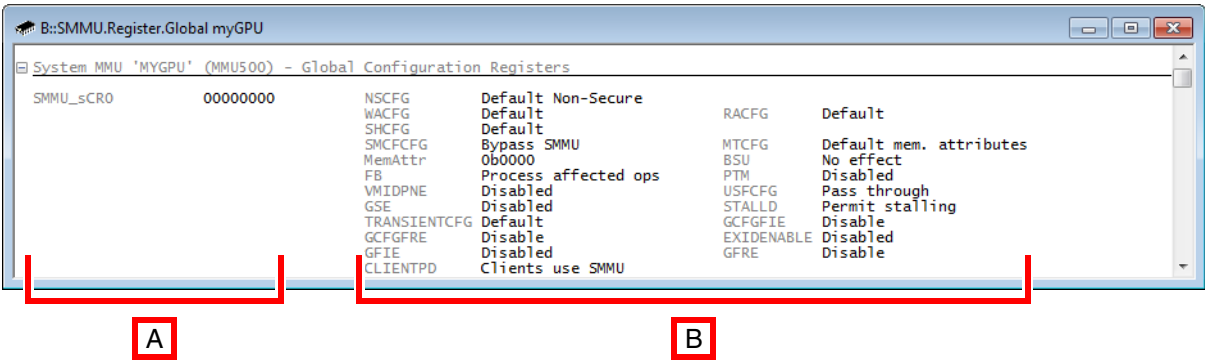 B::SMMU.Register.Global myGPU
System MMU 'MYGPU' (MMU500) - Global Configuration Registers
SMMU_sCR0 00000000 NSCFG Default Non-Secure
WACFG Default RACFG Default
SHCFG Default
SMCFCFG Bypass SMMU MTCFG Default mem. attributes
MemAttr 0b0000 BSU No effect
FB Process affected ops PTM Disabled
VMIDPNE Disabled USFCFG Pass through
GSE Disabled STALLD Permit stalling
TRANSIENTCFG Default GCFGFIE Disable
GCFGFRE Disable EXIDENABLE Disabled
GFIE Disabled GFRE Disable
CLIENTPD Clients use SMMU
A B